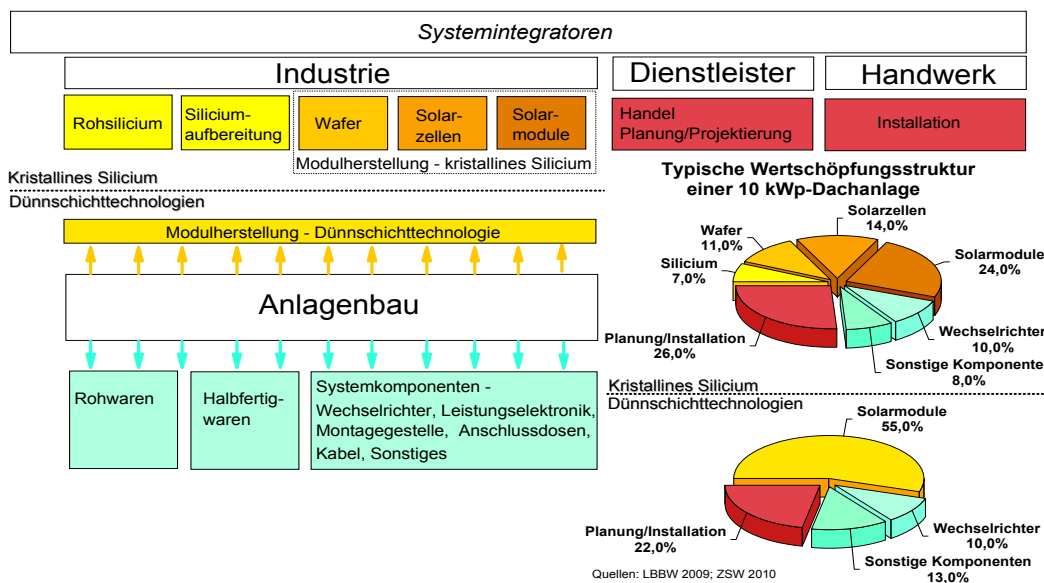 Systemintegratoren
Industrie
Dienstleister
Handwerk
Rohsilicium
Silicium-
aufbereitung
Wafer
Solar-
zellen
Solar-
module
Modulherstellung - kristallines Silicium
Handel
Planung/Projektierung
Installation
Kristallines Silicium
Dünnschichttechnologien
Modulherstellung - Dünnschichttechnologie
Anlagenbau
Rohwaren
Halbfertig-
waren
Systemkomponenten -
Wechselrichter, Leistungselektronik,
Montagegestelle, Anschlussdosen,
Kabel, Sonstiges
Typische Wertschöpfungsstruktur
einer 10 kWp-Dachanlage
Solarzellen
14,0%
Wafer
11,0%
Solarmodule
24,0%
Silicium
7,0%
Wechselrichter
10,0%
Planung/Installation
26,0%
Sonstige Komponente
8,0%
Kristallines Silicium
Dünnschichttechnologien
Solarmodule
55,0%
Wechselrichter
10,0%
Planung/Installation
22,0%
Sonstige Komponenten
13,0%
Quellen: LBBW 2009; ZSW 2010